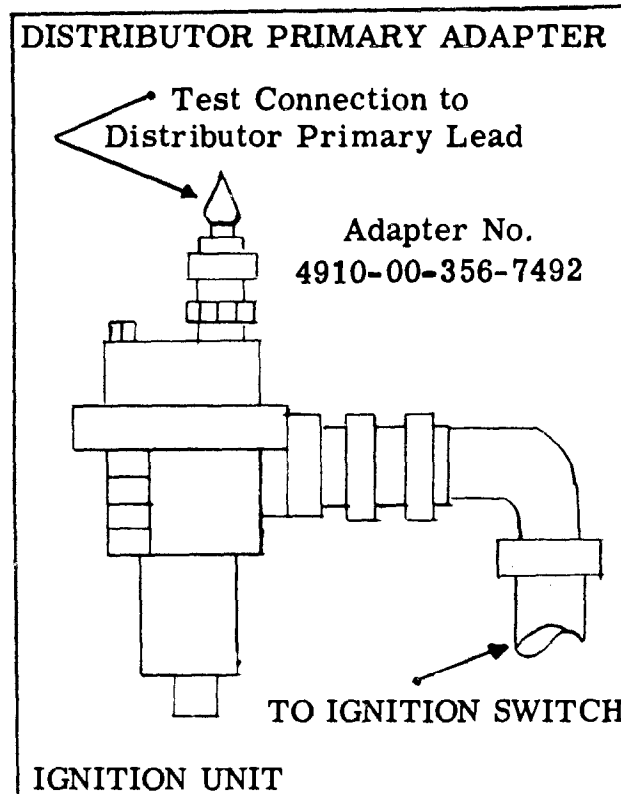 DISTRIBUTOR PRIMARY ADAPTER
Test Connection to
Distributor Primary Lead
Adapter No.
4910-00-356-7492
TO IGNITION SWITCH
IGNITION UNIT